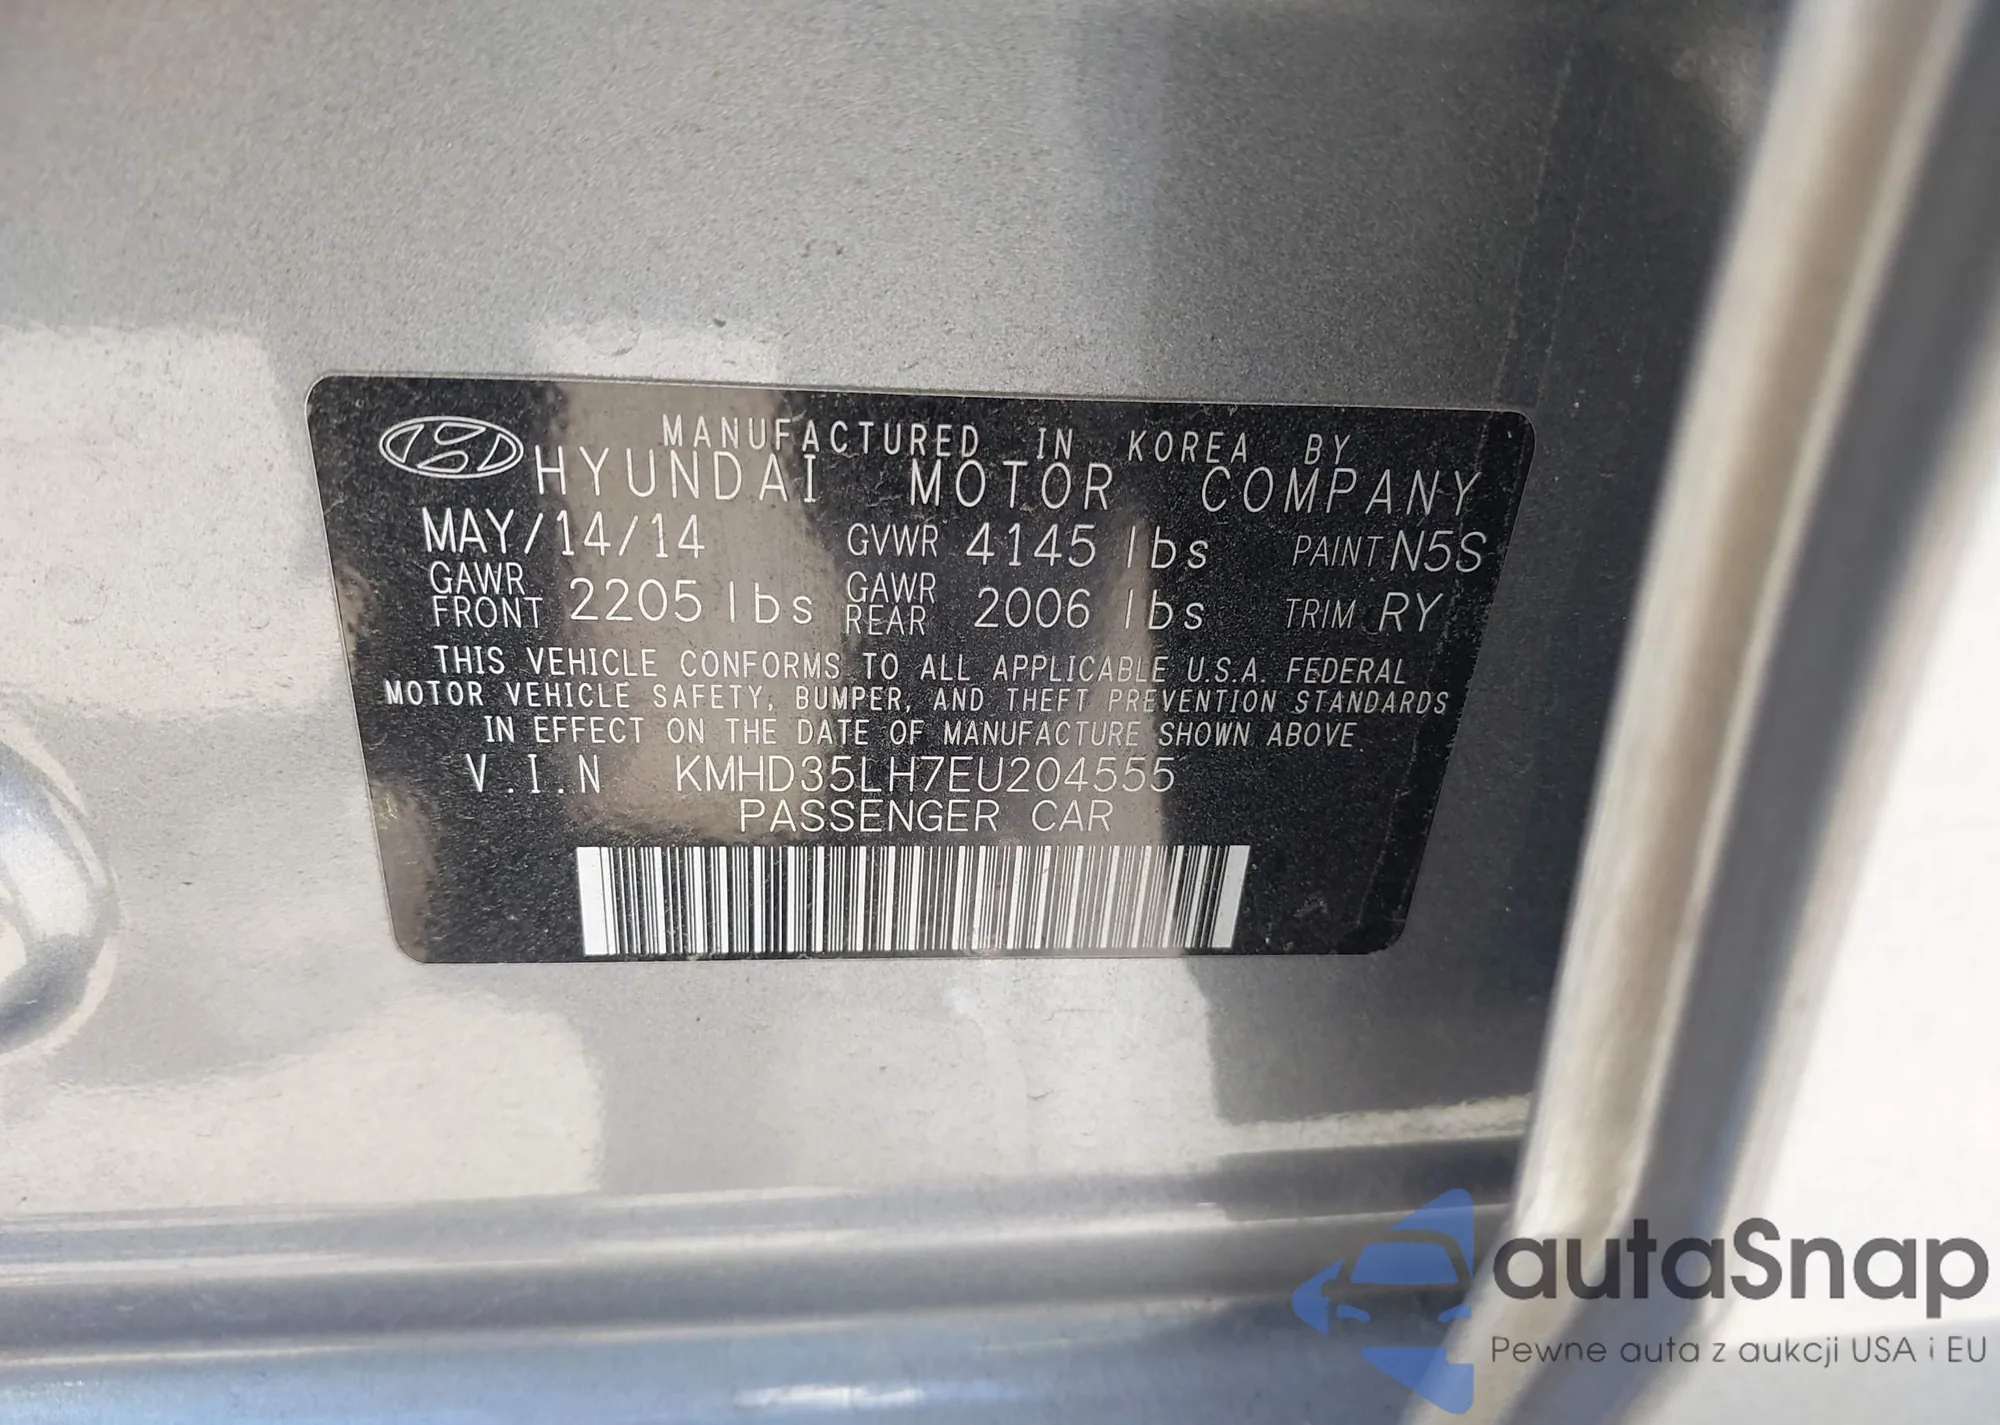 MANUFACTURED IN KOREA BY
HYUNDAI MOTOR COMPANY
MAY/14/14 GVWR 4145 lbs PAINT N5S
GAWR FRONT 2205 lbs GAWR REAR 2006 lbs TRIM RY
THIS VEHICLE CONFORMS TO ALL APPLICABLE U.S.A. FEDERAL
MOTOR VEHICLE SAFETY, BUMPER, AND THEFT PREVENTION STANDARDS
IN EFFECT ON THE DATE OF MANUFACTURE SHOWN ABOVE
V.I.N KMHD35LH7EU204555
PASSENGER CAR
autaSnap
Pewne auta z aukcji USA i EU